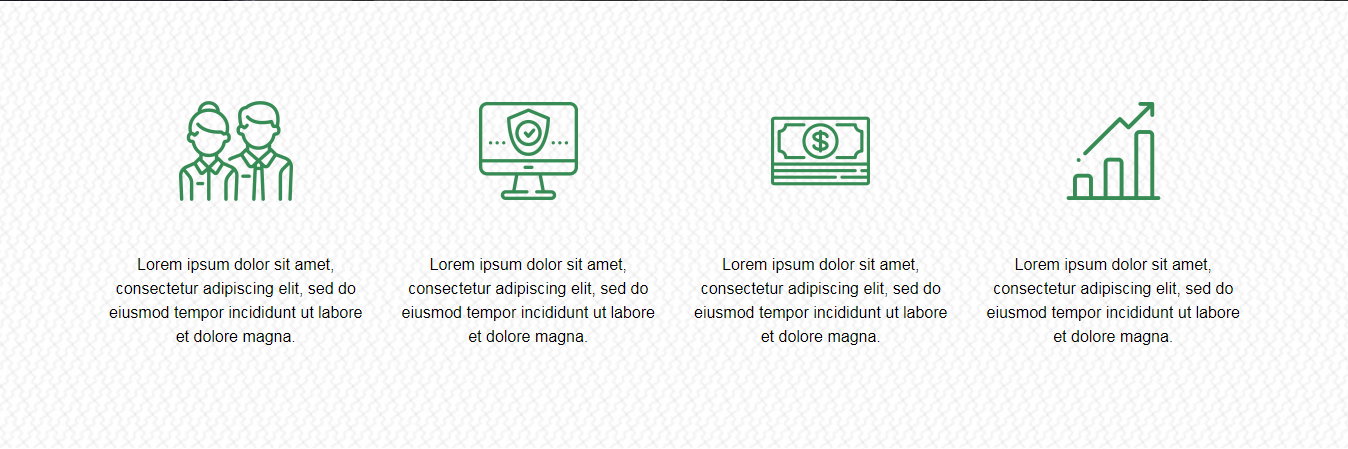 Lorem ipsum dolor sit amet,
consectetur adipiscing elit, sed do
eiusmod tempor incididunt ut labore
et dolore magna.
Lorem ipsum dolor sit amet,
consectetur adipiscing elit, sed do
eiusmod tempor incididunt ut labore
et dolore magna.
Lorem ipsum dolor sit amet,
consectetur adipiscing elit, sed do
eiusmod tempor incididunt ut labore
et dolore magna.
Lorem ipsum dolor sit amet,
consectetur adipiscing elit, sed do
eiusmod tempor incididunt ut labore
et dolore magna.